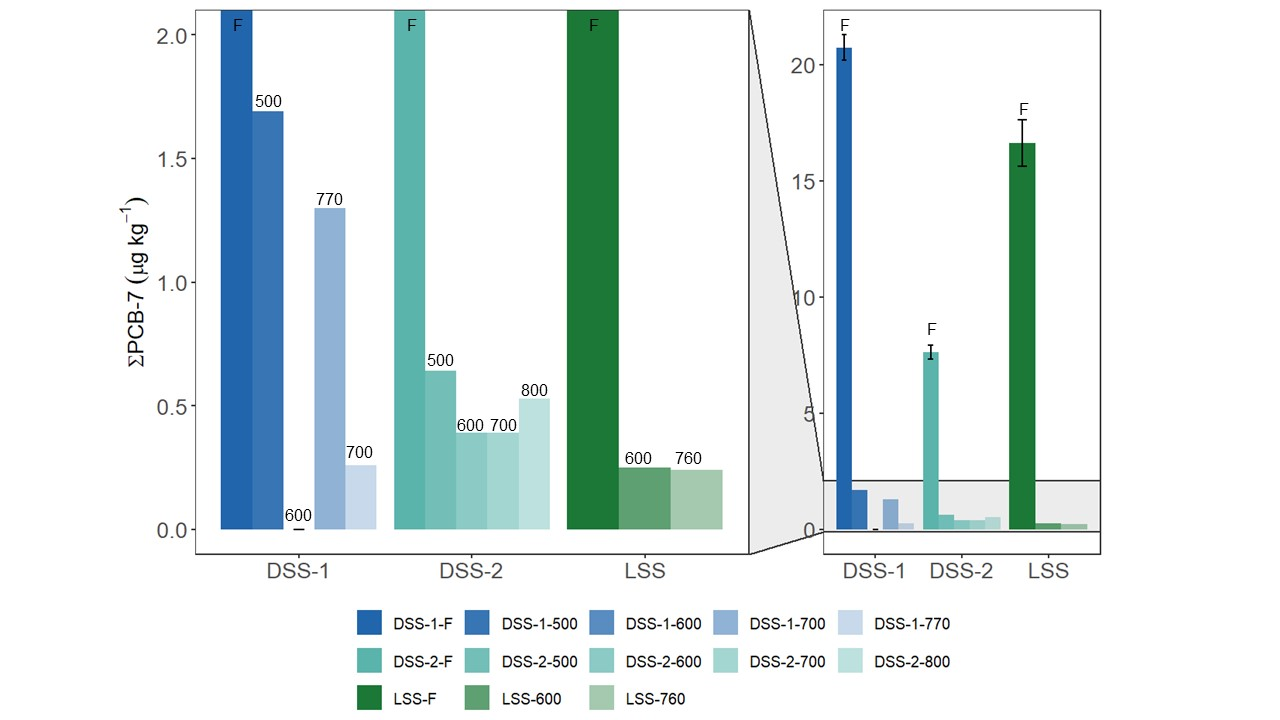 ΣPCB-7 (μg kg⁻¹)
2.0
1.5
1.0
0.5
0.0
F
500
600
770
700
F
500
600
700
800
F
600
760
DSS-1
DSS-2
LSS
20
15
10
5
0
F
F
F
DSS-1
DSS-2
LSS
DSS-1-F DSS-1-500 DSS-1-600 DSS-1-700 DSS-1-770
DSS-2-F DSS-2-500 DSS-2-600 DSS-2-700 DSS-2-800
LSS-F LSS-600 LSS-760